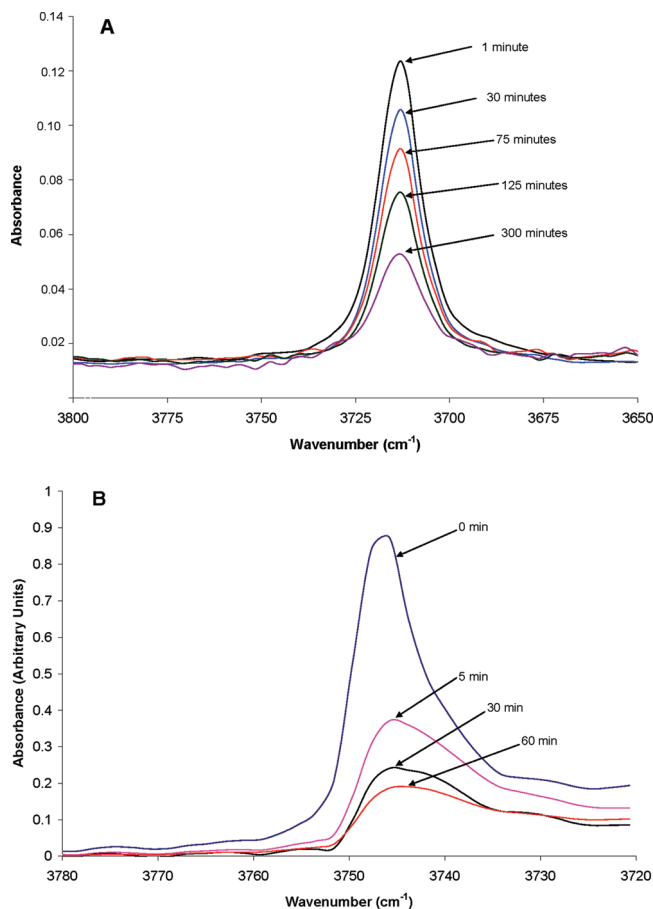 A
0.14
0.12
0.10
0.08
0.06
0.04
0.02
Absorbance
1 minute
30 minutes
75 minutes
125 minutes
300 minutes
3800 3775 3750 3725 3700 3675 3650
Wavenumber (cm⁻¹)
B
1
0.9
0.8
0.7
0.6
0.5
0.4
0.3
0.2
0.1
0
Absorbance (Arbitrary Units)
0 min
5 min
30 min
60 min
3780 3770 3760 3750 3740 3730 3720
Wavenumber (cm⁻¹)